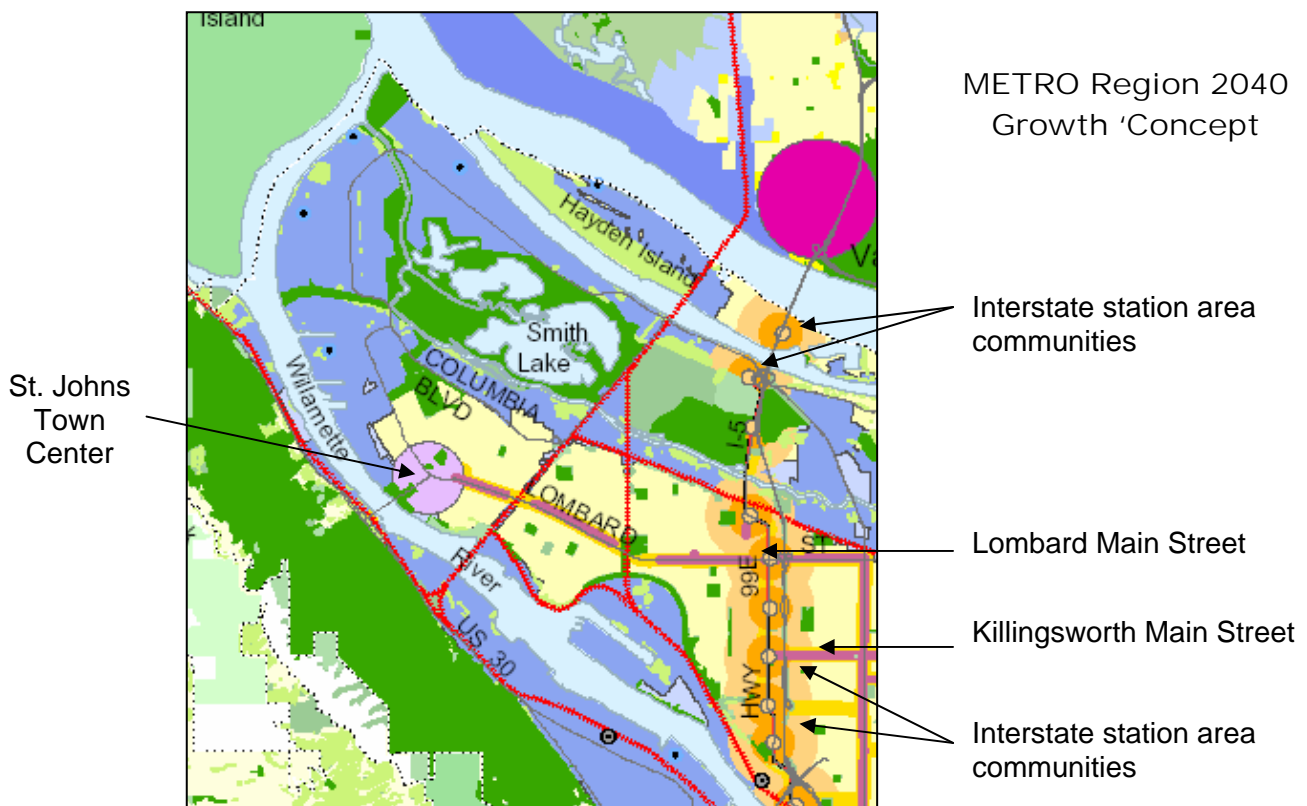 Island
METRO Region 2040
Growth 'Concept
Va
Hayden Island
Interstate station area
communities
Smith
Lake
COLUMBIA
BLVD
Willamette
St. Johns
Town
Center
I-5
LOMBARD
ST
Lombard Main Street
99E
River
Killingsworth Main Street
US 30
HWY
Interstate station area
communities